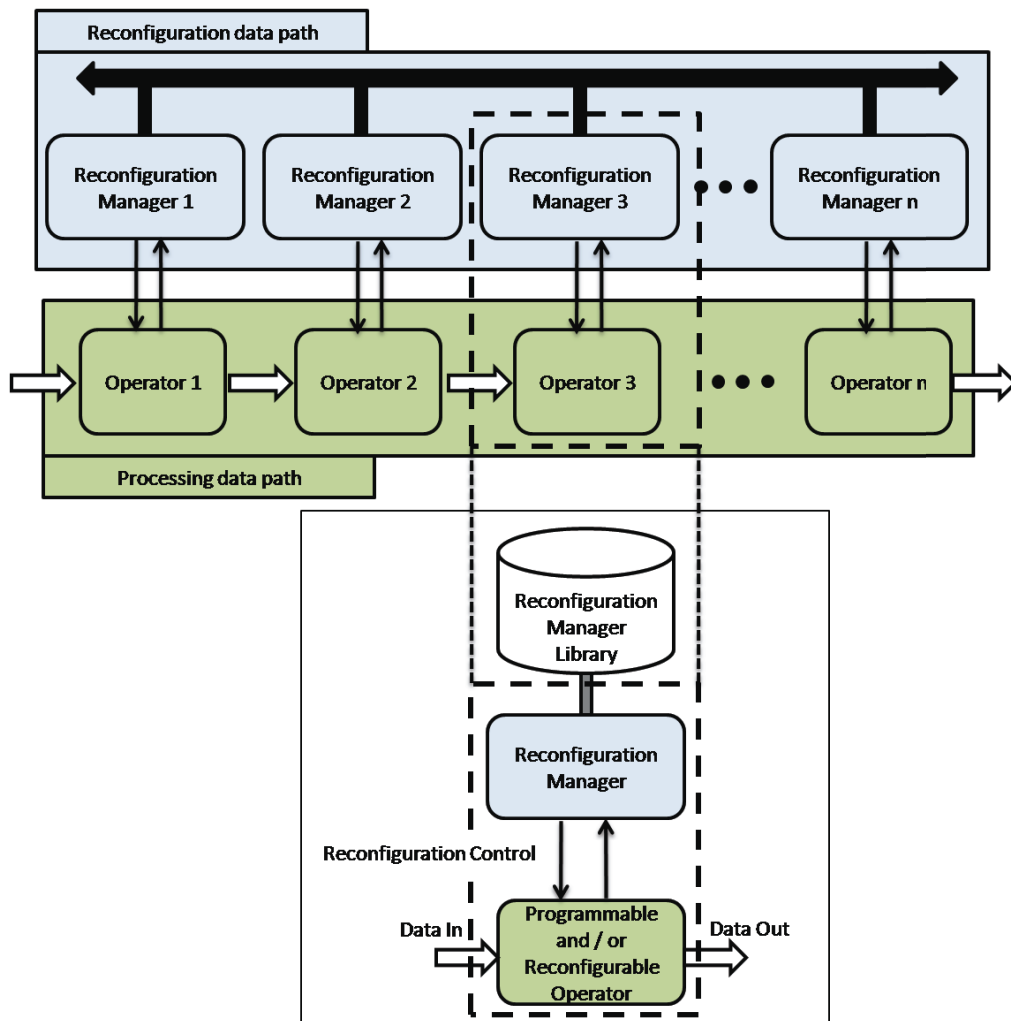 Reconfiguration data path
Reconfiguration
Manager 1
Reconfiguration
Manager 2
Reconfiguration
Manager 3
Reconfiguration
Manager n
Operator 1
Operator 2
Operator 3
Operator n
Processing data path
Reconfiguration
Manager
Library
Reconfiguration
Manager
Reconfiguration Control
Data In
Programmable
and / or
Reconfigurable
Operator
Data Out